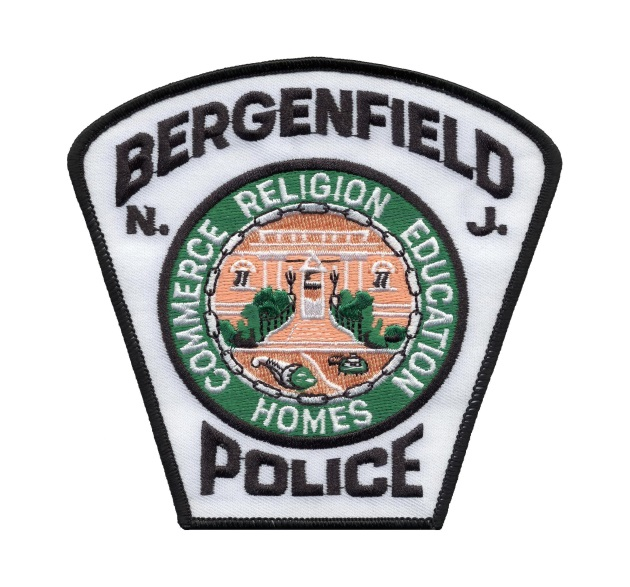 BERGENFIELD
N. J.
COMMERCE RELIGION EDUCATION
HOMES
POLICE